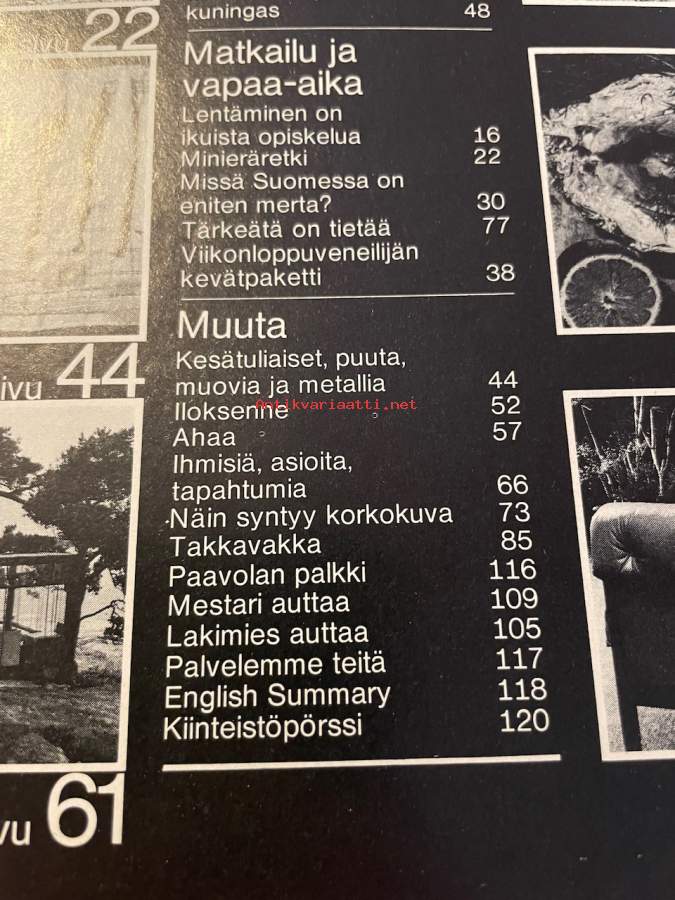 kuningas 48
sivu 22
Matkailu ja
vapaa-aika
Lentäminen on
ikuista opiskelua 16
Minieräretki 22
Missä Suomessa on
eniten merta? 30
Tärkeätä on tietää 77
Viikonloppuveneilijän
kevätpaketti 38
Muuta
Kesätuliaiset, puuta,
muovia ja metallia 44
ivu 44
Iloksenne 52
Antikvariaatti.net
Ahaa 57
Ihmisiä, asioita,
tapahtumia 66
Näin syntyy korkokuva 73
Takkavakka 85
Paavolan palkki 116
Mestari auttaa 109
Lakimies auttaa 105
Palvelemme teitä 117
English Summary 118
Kiinteistöpörssi 120
vu 61